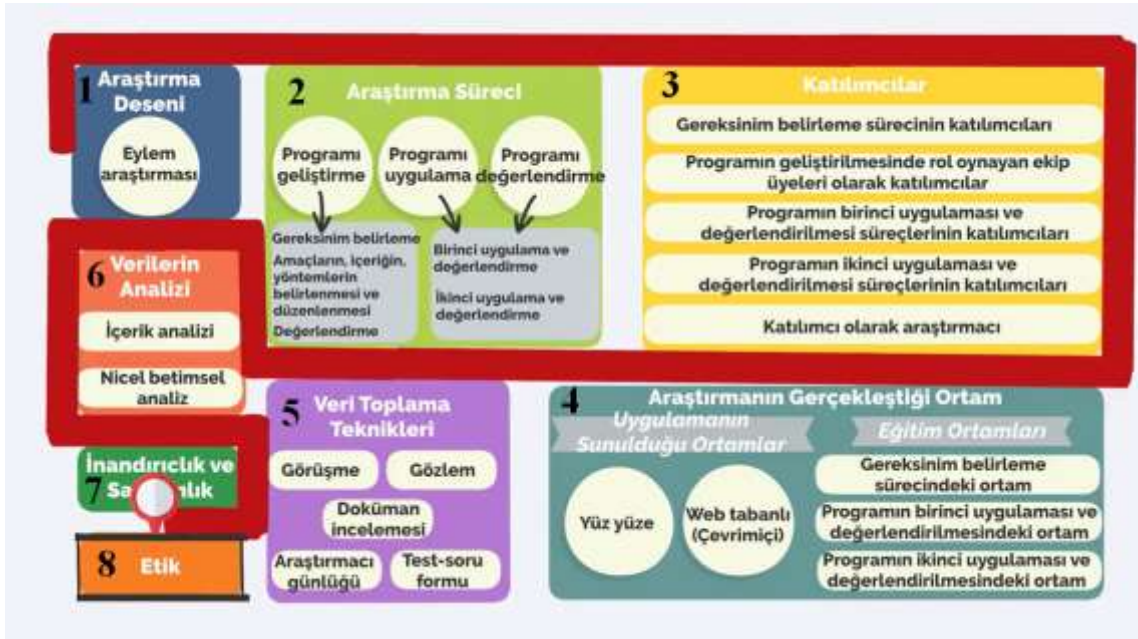 1
Araştırma
Deseni
Eylem
araştırması
2
Araştırma Süreci
Programı
geliştirme
Programı
uygulama
Programı
değerlendirme
Gereksinim belirleme
Amaçların, içeriğin,
yöntemlerin
belirlenmesi ve
düzenlenmesi
Değerlendirme
Birinci uygulama ve
değerlendirme
İkinci uygulama ve
değerlendirme
3
Katılımcılar
Gereksinim belirleme sürecinin katılımcıları
Programın geliştirilmesinde rol oynayan ekip
üyeleri olarak katılımcılar
Programın birinci uygulaması ve
değerlendirilmesi süreçlerinin katılımcıları
Programın ikinci uygulaması ve
değerlendirilmesi süreçlerinin katılımcıları
Katılımcı olarak araştırmacı
4
Araştırmanın Gerçekleştiği Ortam
Uygulamanın
Sunulduğu Ortamlar
Yüz yüze
Web tabanlı
(Çevrimiçi)
Eğitim Ortamları
Gereksinim belirleme
sürecindeki ortam
Programın birinci uygulaması ve
değerlendirilmesindeki ortam
Programın ikinci uygulaması ve
değerlendirilmesindeki ortam
5
Veri Toplama
Teknikleri
Görüşme
Gözlem
Doküman
incelemesi
Araştırmacı
günlüğü
Test-soru
formu
6
Verilerin
Analizi
İçerik analizi
Nicel betimsel
analiz
7
İnandırıclık ve
8
Etik